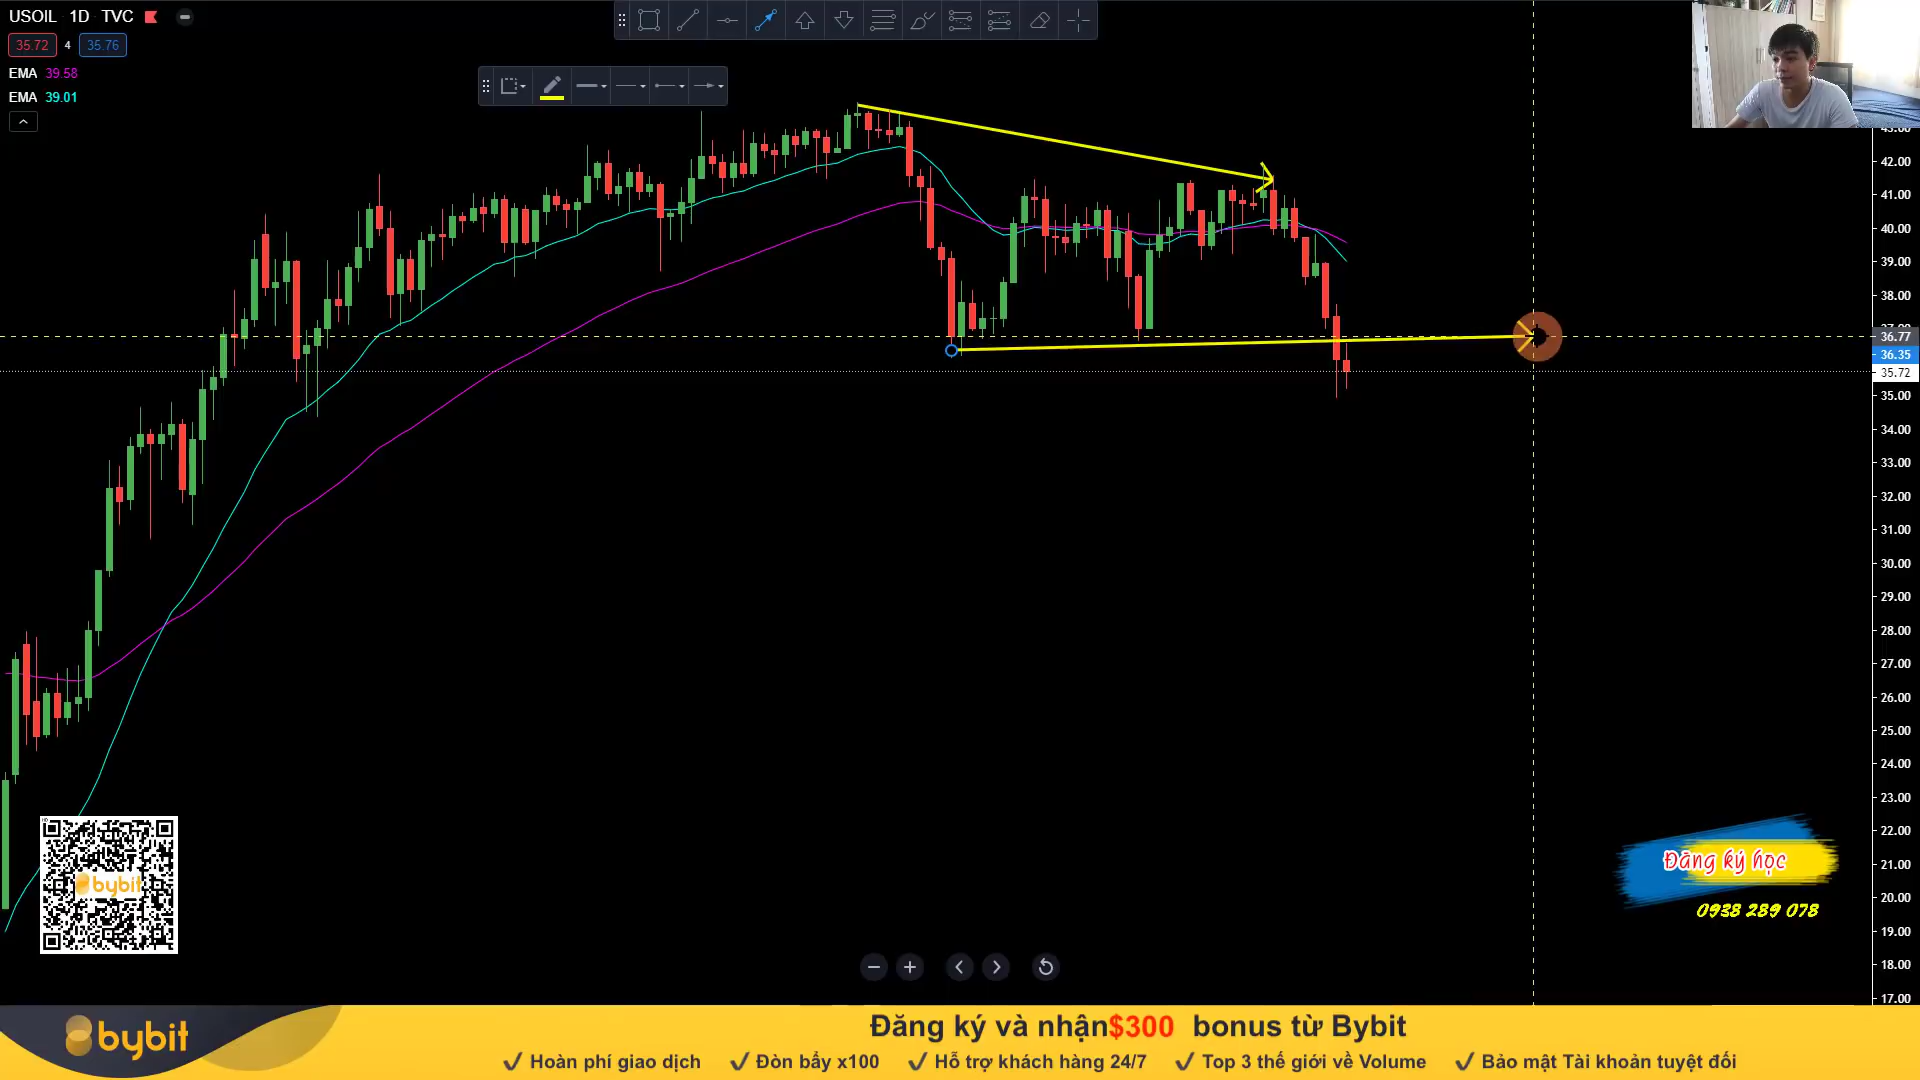 USOIL 1D TVC
35.72 4 35.76
EMA 39.58
EMA 39.01
42.00
41.00
40.00
39.00
38.00
36.77
36.35
35.72
35.00
34.00
33.00
32.00
31.00
30.00
29.00
28.00
27.00
26.00
25.00
24.00
23.00
22.00
21.00
20.00
19.00
18.00
17.00
bybit
Đăng ký học
0938 289 078
bybit
Đăng ký và nhận $300 bonus từ Bybit
Hoàn phí giao dịch Đòn bẩy x100 Hỗ trợ khách hàng 24/7 Top 3 thế giới về Volume Bảo mật Tài khoản tuyệt đối